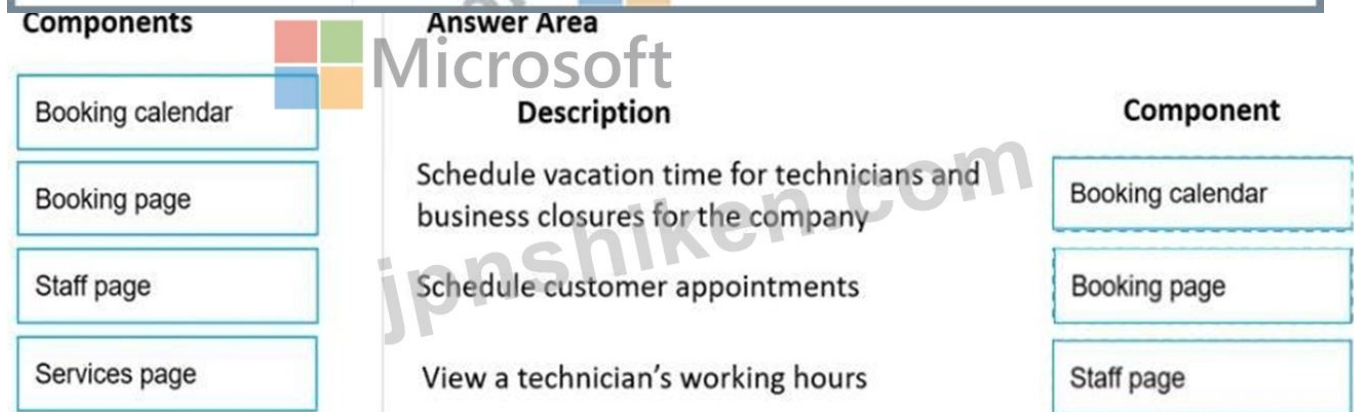 Components
Answer Area
Microsoft
Booking calendar
Description
Component
Booking page
Schedule vacation time for technicians and
business closures for the company
Booking calendar
Staff page
Schedule customer appointments
Booking page
Services page
View a technician's working hours
Staff page
jpnshiken.com